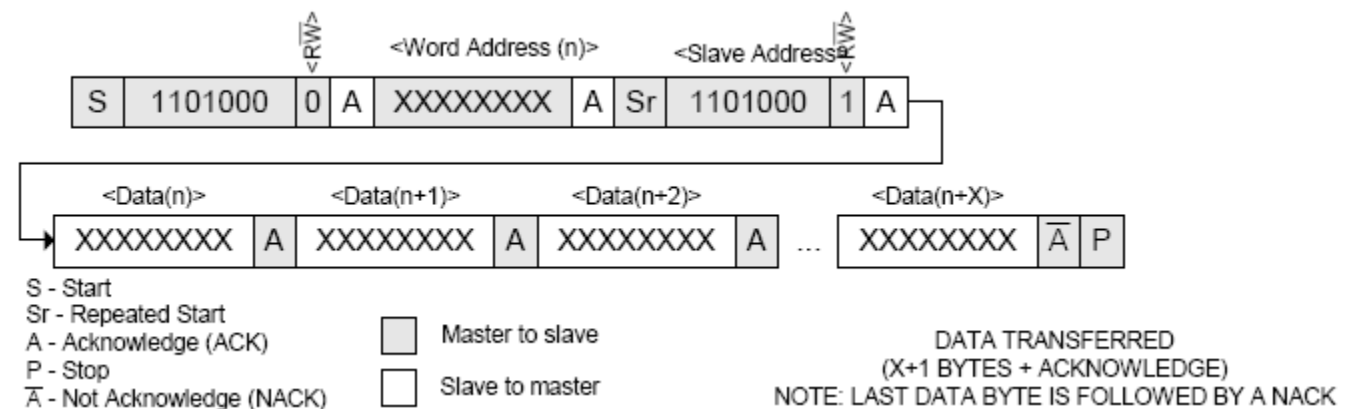 <RW̅> <Word Address (n)> <Slave Address> <RW̅>
S 1101000 0 A XXXXXXXX A Sr 1101000 1 A
<Data(n)> <Data(n+1)> <Data(n+2)> <Data(n+X)>
XXXXXXXX A XXXXXXXX A XXXXXXXX A ... XXXXXXXX A̅ P
S - Start
Sr - Repeated Start
A - Acknowledge (ACK)
P - Stop
A̅ - Not Acknowledge (NACK)
Master to slave
Slave to master
DATA TRANSFERRED
(X+1 BYTES + ACKNOWLEDGE)
NOTE: LAST DATA BYTE IS FOLLOWED BY A NACK